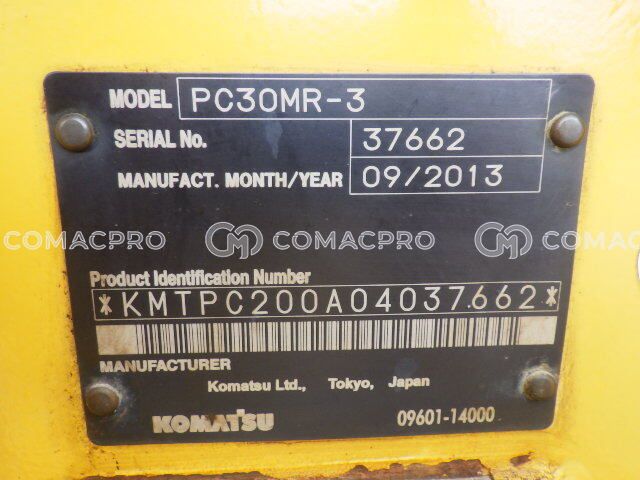 MODEL PC30MR-3
SERIAL No. 37662
MANUFACT. MONTH/YEAR 09/2013
COMACPRO COMACPRO COMACPRO
Product Identification Number
*KMTPC200A04037662*
MANUFACTURER
Komatsu Ltd., Tokyo, Japan
KOMATSU 09601-14000